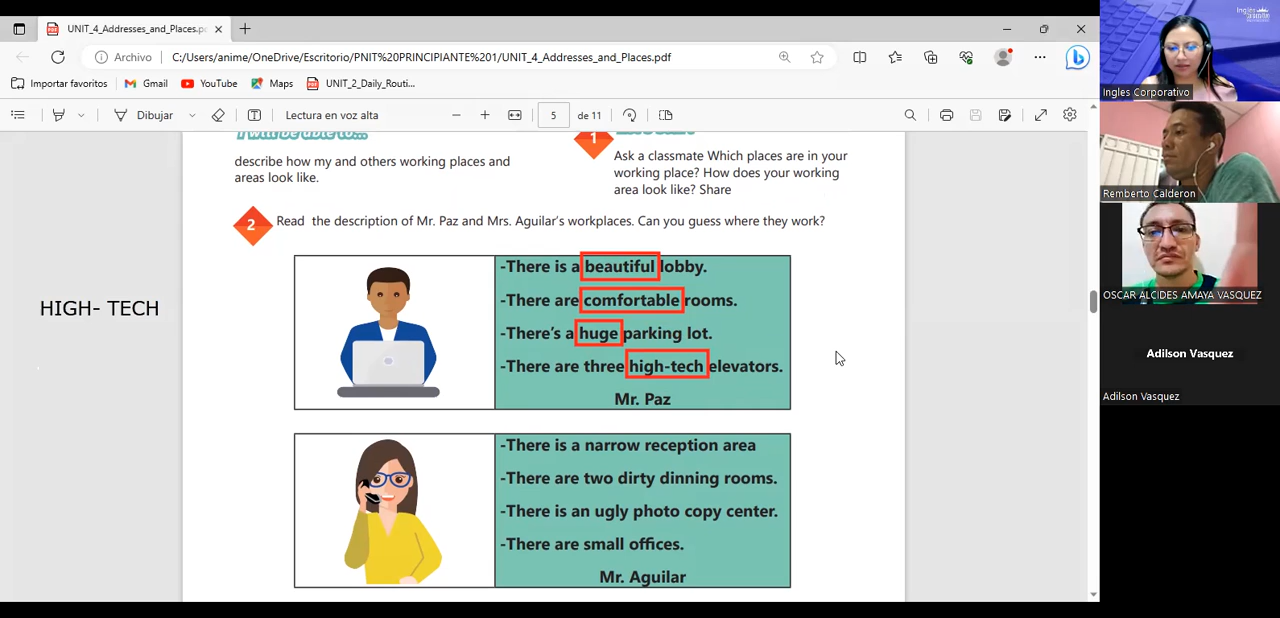 UNIT_4_Addresses_and_Places.pd
Archivo
C:/Users/anime/OneDrive/Escritorio/PNIT%20PRINCIPIANTE%201/UNIT_4_Addresses_and_Places.pdf
Importar favoritos
Gmail
YouTube
Maps
UNIT_2_Daily_Routi...
Dibujar
Lectura en voz alta
5
de 11
I will be able to...
describe how my and others working places and
areas look like.
1
Ask a classmate Which places are in your
working place? How does your working
area look like? Share
2
Read the description of Mr. Paz and Mrs. Aguilar's workplaces. Can you guess where they work?
HIGH- TECH
-There is a beautiful lobby.
-There are comfortable rooms.
-There's a huge parking lot.
-There are three high-tech elevators.
Mr. Paz
-There is a narrow reception area
-There are two dirty dinning rooms.
-There is an ugly photo copy center.
-There are small offices.
Mr. Aguilar
Ingles Corporativo
Remberto Calderon
OSCAR ALCIDES AMAYA VASQUEZ
Adilson Vasquez
Adilson Vasquez